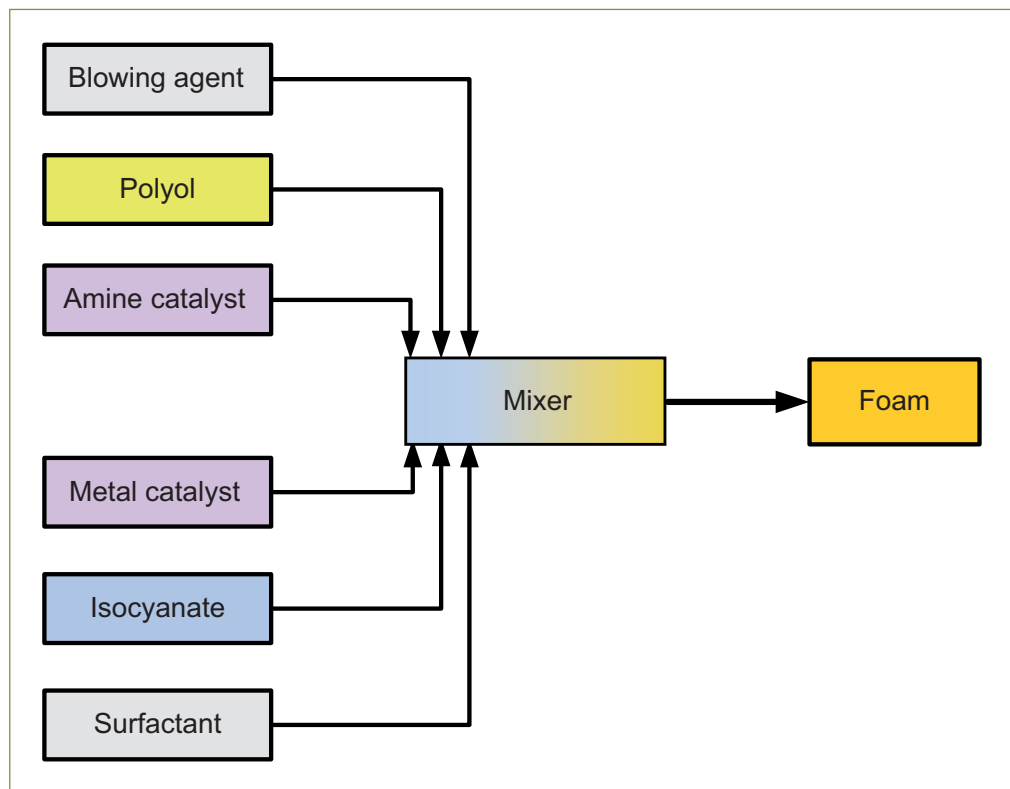 Blowing agent
Polyol
Amine catalyst
Mixer
Foam
Metal catalyst
Isocyanate
Surfactant